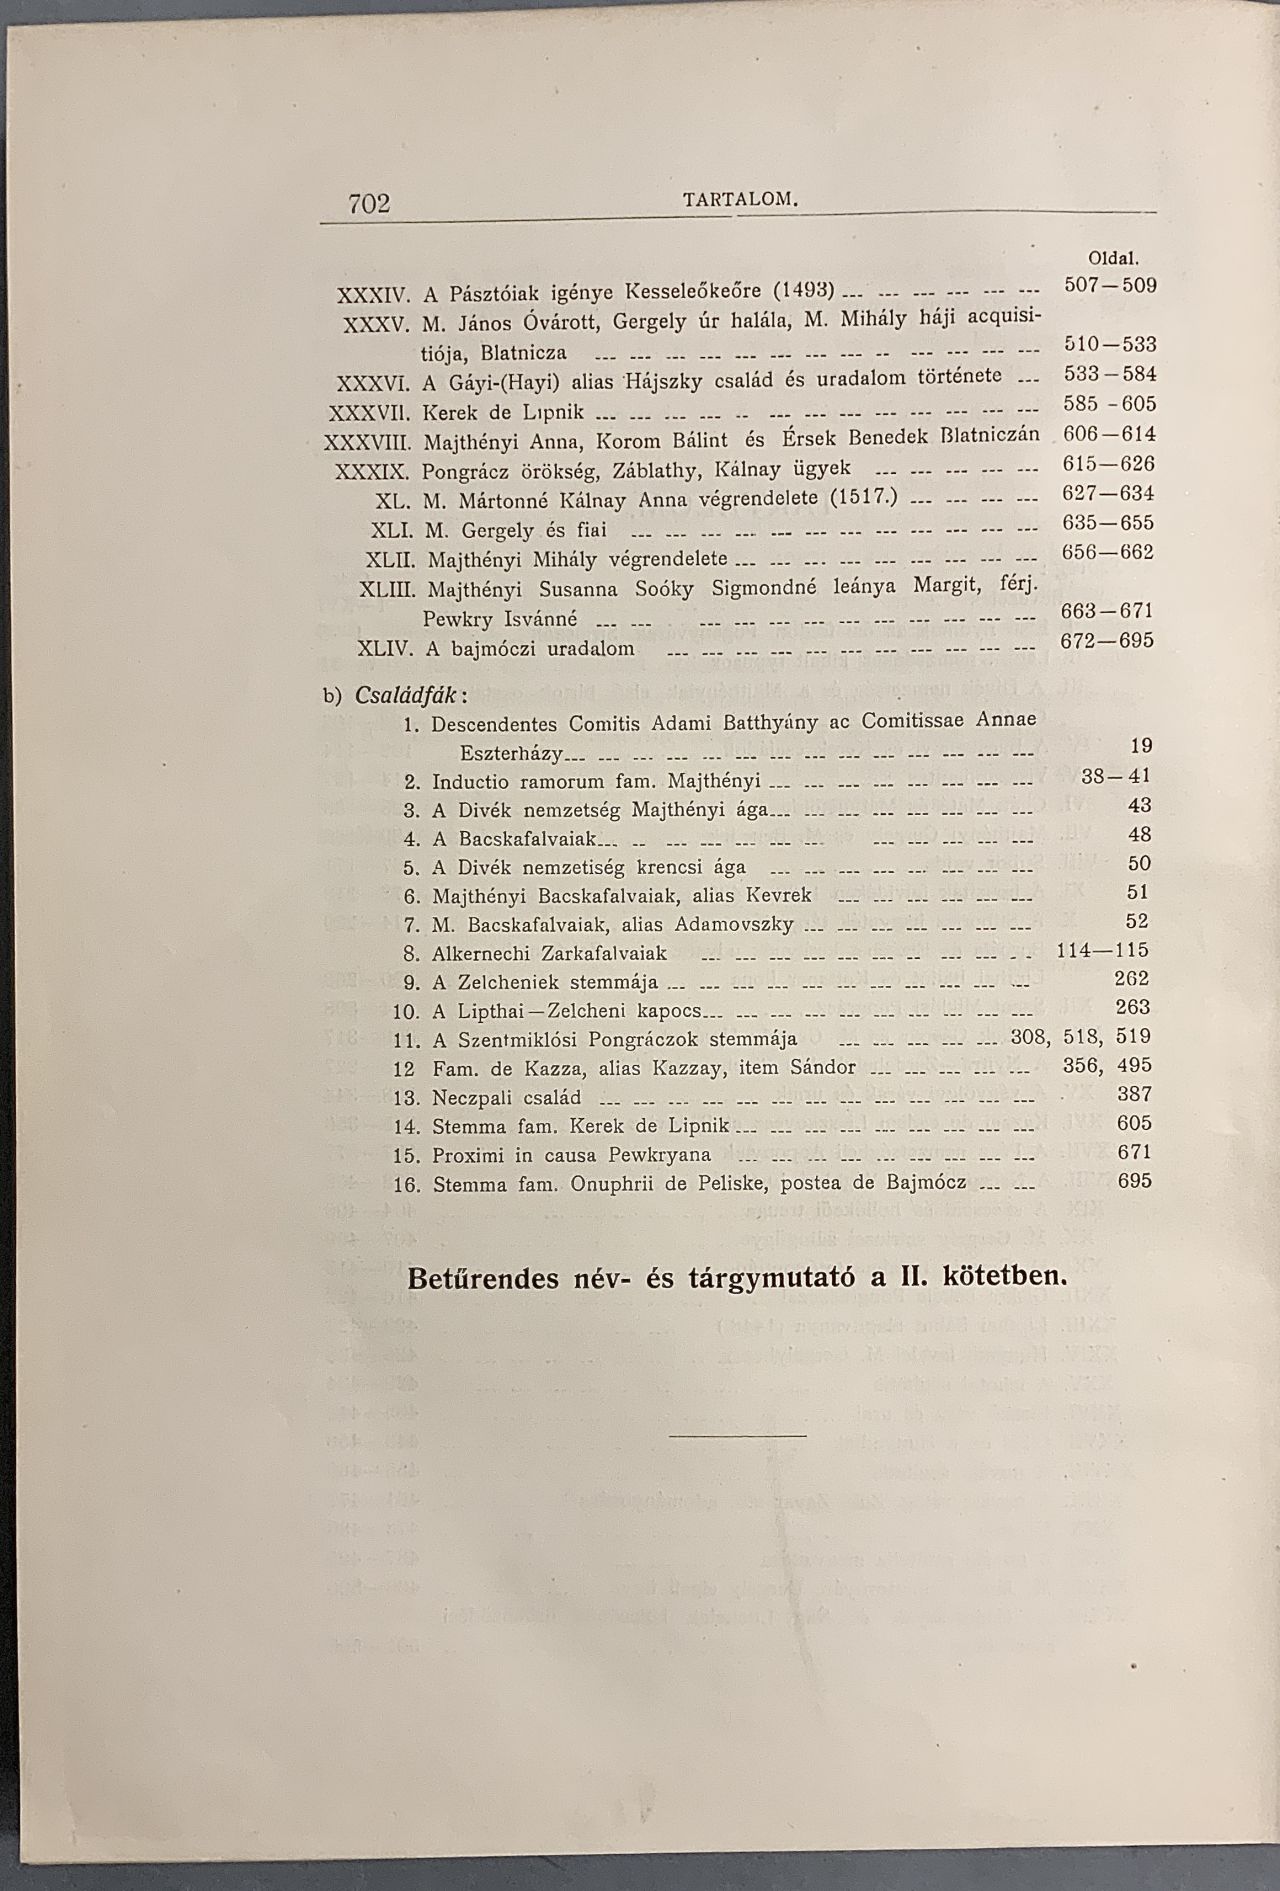 702 TARTALOM.
Oldal.
XXXIV. A Pásztóiak igénye Kesseleőkeőre (1493) 507—509
XXXV. M. János Óvárott, Gergely úr halála, M. Mihály háji acquisi-
tiója, Blatnicza 510—533
XXXVI. A Gáyi-(Hayi) alias Hájszky család és uradalom története 533—584
XXXVII. Kerek de Lipnik 585-605
XXXVIII. Majthényi Anna, Korom Bálint és Érsek Benedek Blatniczán 606—614
XXXIX. Pongrácz örökség, Záblathy, Kálnay ügyek 615—626
XL. M. Mártonné Kálnay Anna végrendelete (1517.) 627—634
XLI. M. Gergely és fiai 635—655
XLII. Majthényi Mihály végrendelete 656—662
XLIII. Majthényi Susanna Soóky Sigmondné leánya Margit, férj.
Pewkry Isvánné 663—671
XLIV. A bajmóczi uradalom 672—695
b) Családfák:
1. Descendentes Comitis Adami Batthyány ac Comitissae Annae
Eszterházy 19
2. Inductio ramorum fam. Majthényi 38—41
3. A Divék nemzetség Majthényi ága 43
4. A Bacskafalvaiak 48
5. A Divék nemzetiség krencsi ága 50
6. Majthényi Bacskafalvaiak, alias Kevrek 51
7. M. Bacskafalvaiak, alias Adamovszky 52
8. Alkernechi Zarkafalvaiak 114—115
9. A Zelcheniek stemmája 262
10. A Lipthai—Zelcheni kapocs 263
11. A Szentmiklósi Pongráczok stemmája 308, 518, 519
12 Fam. de Kazza, alias Kazzay, item Sándor 356, 495
13. Neczpali család 387
14. Stemma fam. Kerek de Lipnik 605
15. Proximi in causa Pewkryana 671
16. Stemma fam. Onuphrii de Peliske, postea de Bajmócz 695
Betűrendes név- és tárgymutató a II. kötetben.